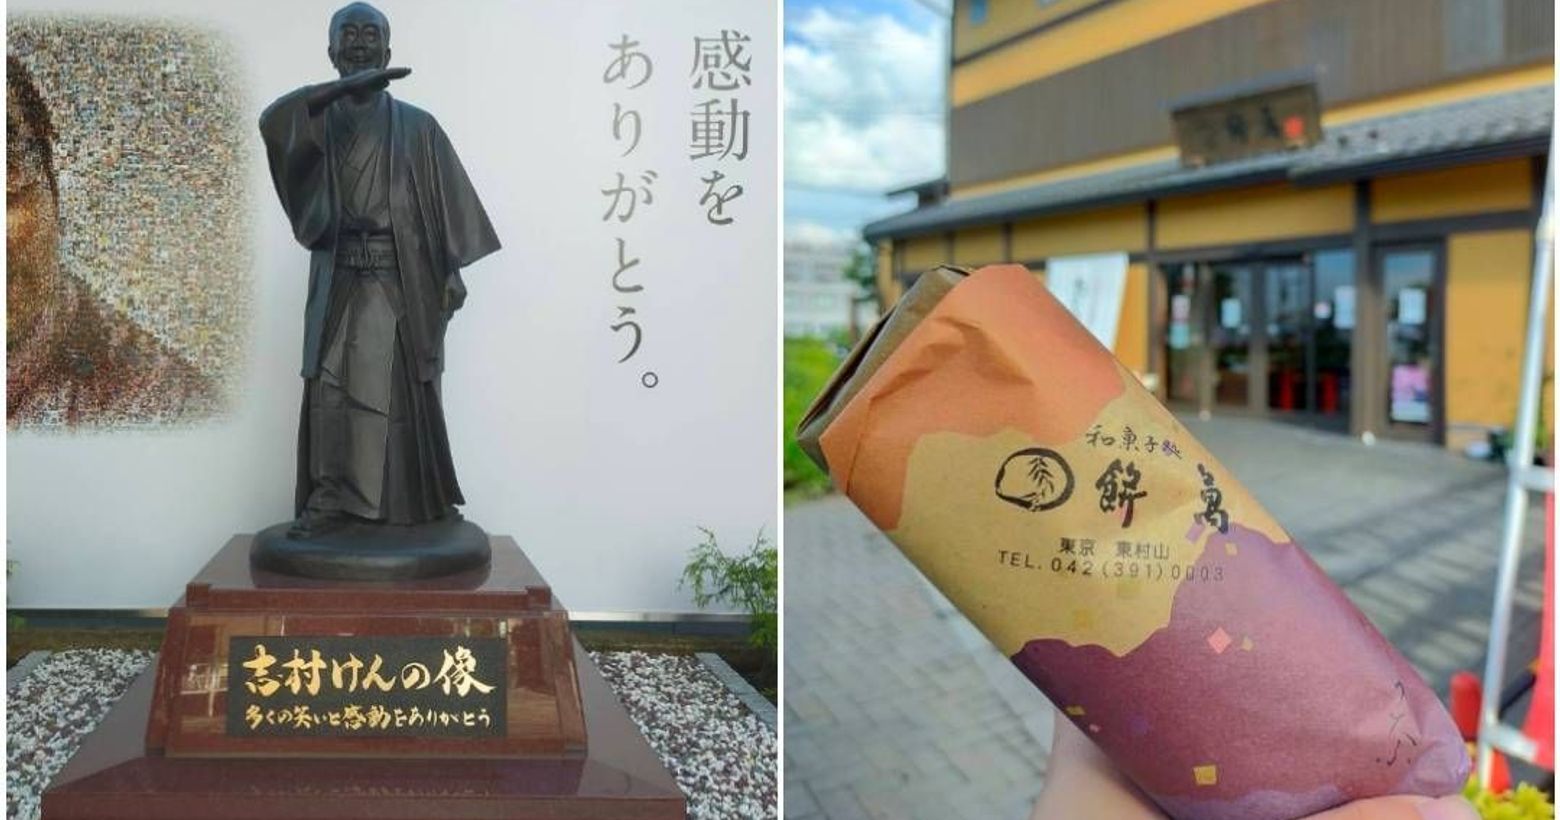 感動を
ありがとう。
志村けんの像
多くの笑いと感動をありがとう
和菓子処
餅萬
東京 東村山
TEL.042(391)0003